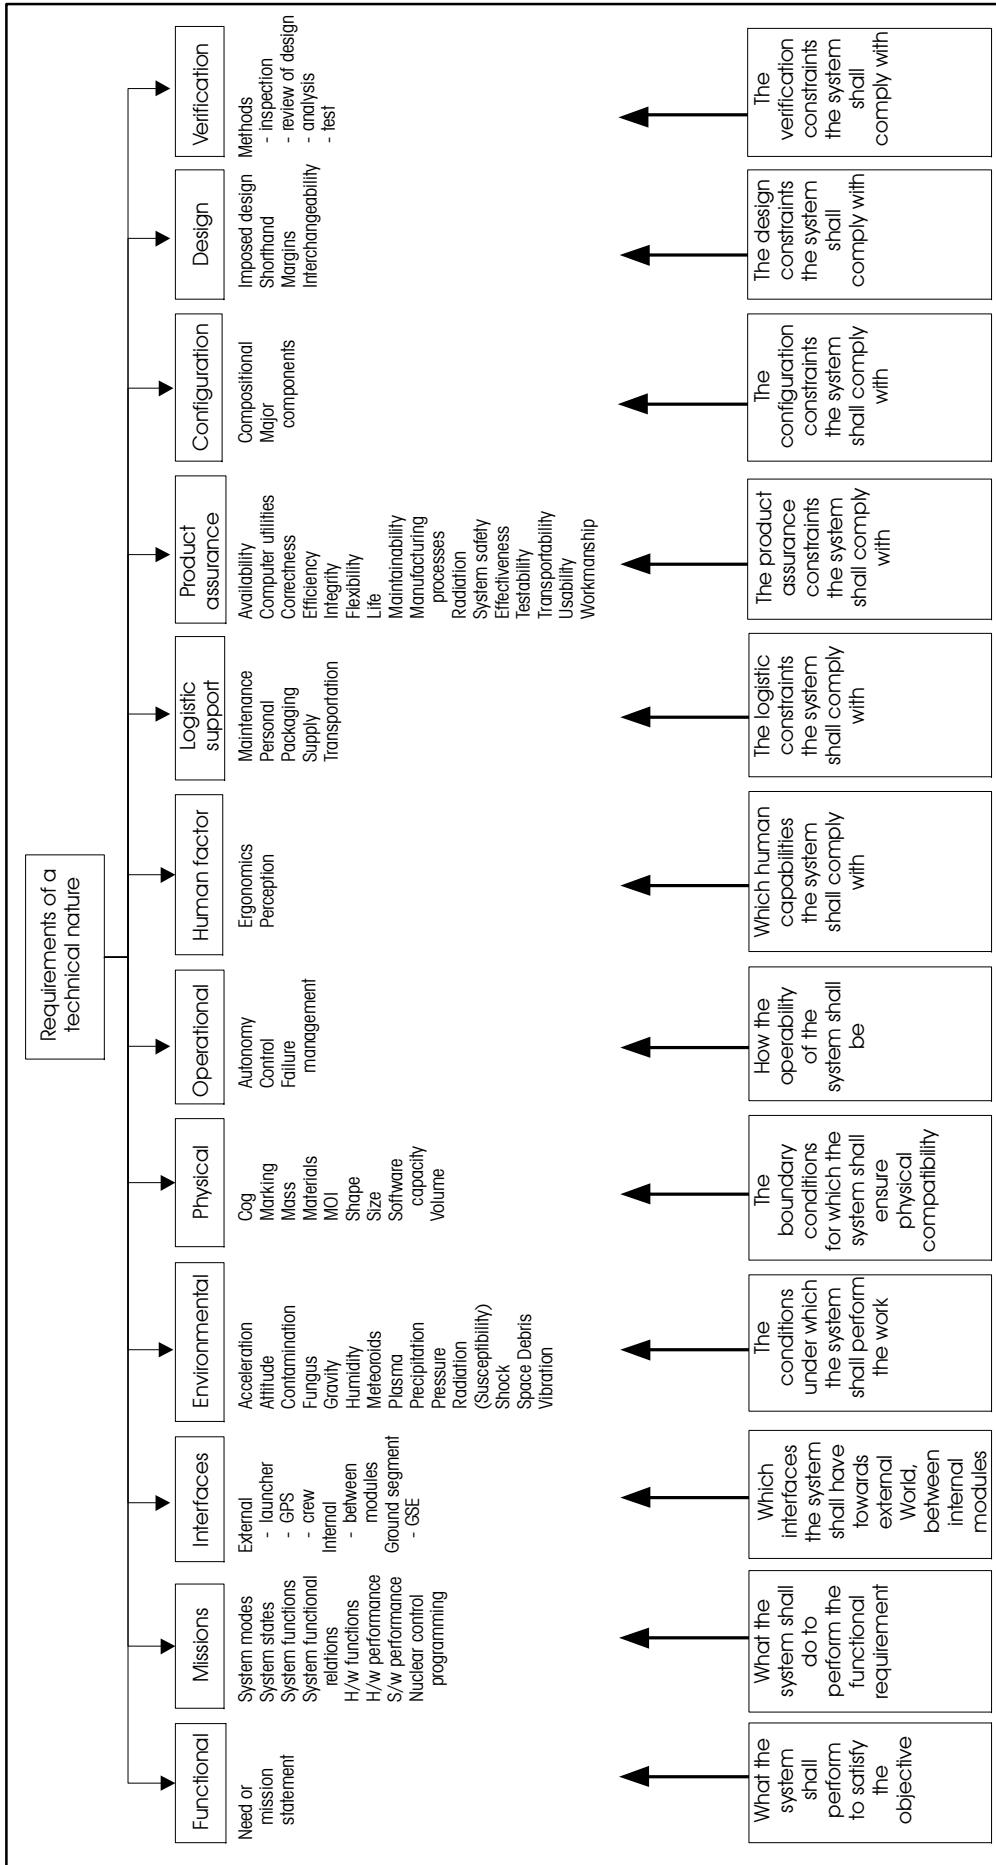 Requirements of a
technical nature
Functional
Missions
Interfaces
Environmental
Physical
Operational
Human factor
Logistic
support
Product
assurance
Configuration
Design
Verification
Need or
mission
statement
System modes
System states
System functions
System functional
relations
H/w functions
H/w performance
S/w performance
Nuclear control
programming
External
- launcher
- GPS
- crew
Internal
- between
modules
Ground segment
- GSE
Acceleration
Attitude
Contamination
Fungus
Gravity
Humidity
Meteoroids
Plasma
Precipitation
Pressure
Radiation
(Susceptibility)
Shock
Space Debris
Vibration
Cog
Marking
Mass
Materials
MOI
Shape
Size
Software
capacity
Volume
Autonomy
Control
Failure
management
Ergonomics
Perception
Maintenance
Personal
Packaging
Supply
Transportation
Availability
Computer utilities
Correctness
Efficiency
Integrity
Flexibility
Life
Maintainability
Manufacturing
processes
Radiation
System safety
Effectiveness
Testability
Transportability
Usability
Workmanship
Compositional
Major
components
Imposed design
Shorthand
Margins
Interchangeability
Methods
- inspection
- review of design
- analysis
- test
What the
system
shall
perform
to satisfy
the
objective
What the
system shall
do to
perform the
functional
requirement
Which
interfaces
the system
shall have
towards
external
World,
between
internal
modules
The
conditions
under which
the system
shall perform
the work
The
boundary
conditions
for which the
system shall
ensure
physical
compatibility
How the
operability
of the
system shall
be
Which human
capabilities
the system
shall comply
with
The logistic
constraints
the system
shall comply
with
The product
assurance
constraints
the system
shall comply
with
The
configuration
constraints
the system
shall comply
with
The design
constraints
the system
shall
comply with
The
verification
constraints
the system
shall
comply with